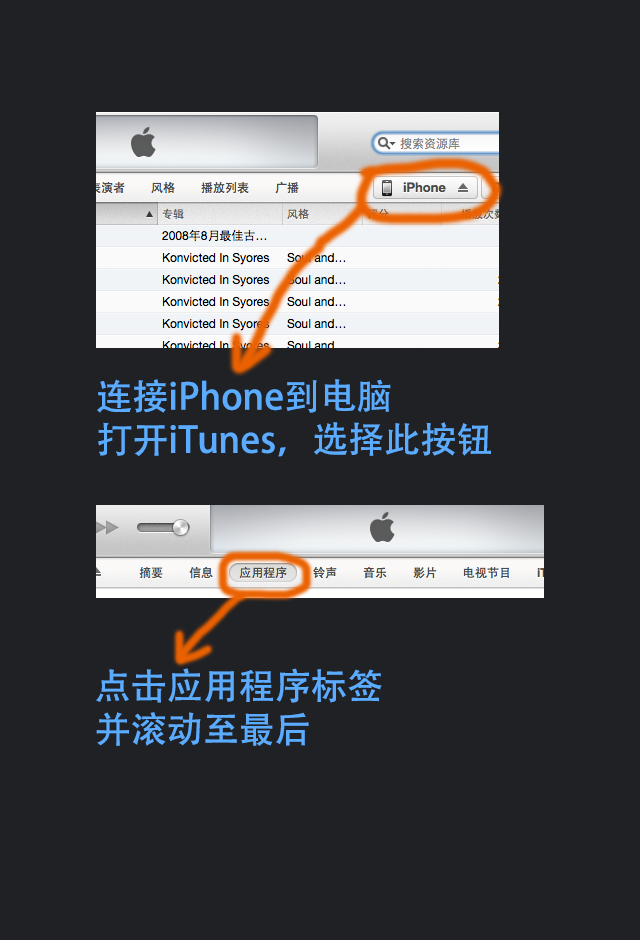 搜索资源库
表演者 风格 播放列表 广播 iPhone
专辑 风格 播放次数
2008年8月最佳古…
Konvicted In Syores Soul and…
Konvicted In Syores Soul and…
Konvicted In Syores Soul and…
Konvicted In Syores Soul and…
Konvicted In Syores Soul and…
连接iPhone到电脑
打开iTunes，选择此按钮
摘要 信息 应用程序 铃声 音乐 影片 电视节目
点击应用程序标签
并滚动至最后